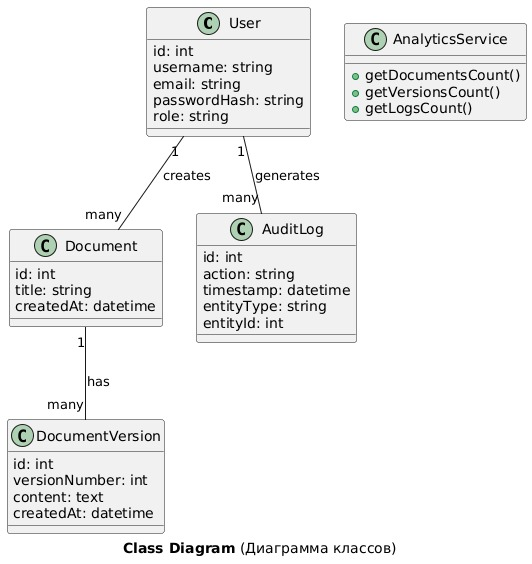 C User
id: int
username: string
email: string
passwordHash: string
role: string
C AnalyticsService
getDocumentsCount()
getVersionsCount()
getLogsCount()
1
creates
many
1
generates
many
C Document
id: int
title: string
createdAt: datetime
C AuditLog
id: int
action: string
timestamp: datetime
entityType: string
entityId: int
1
has
many
C DocumentVersion
id: int
versionNumber: int
content: text
createdAt: datetime
Class Diagram (Диаграмма классов)